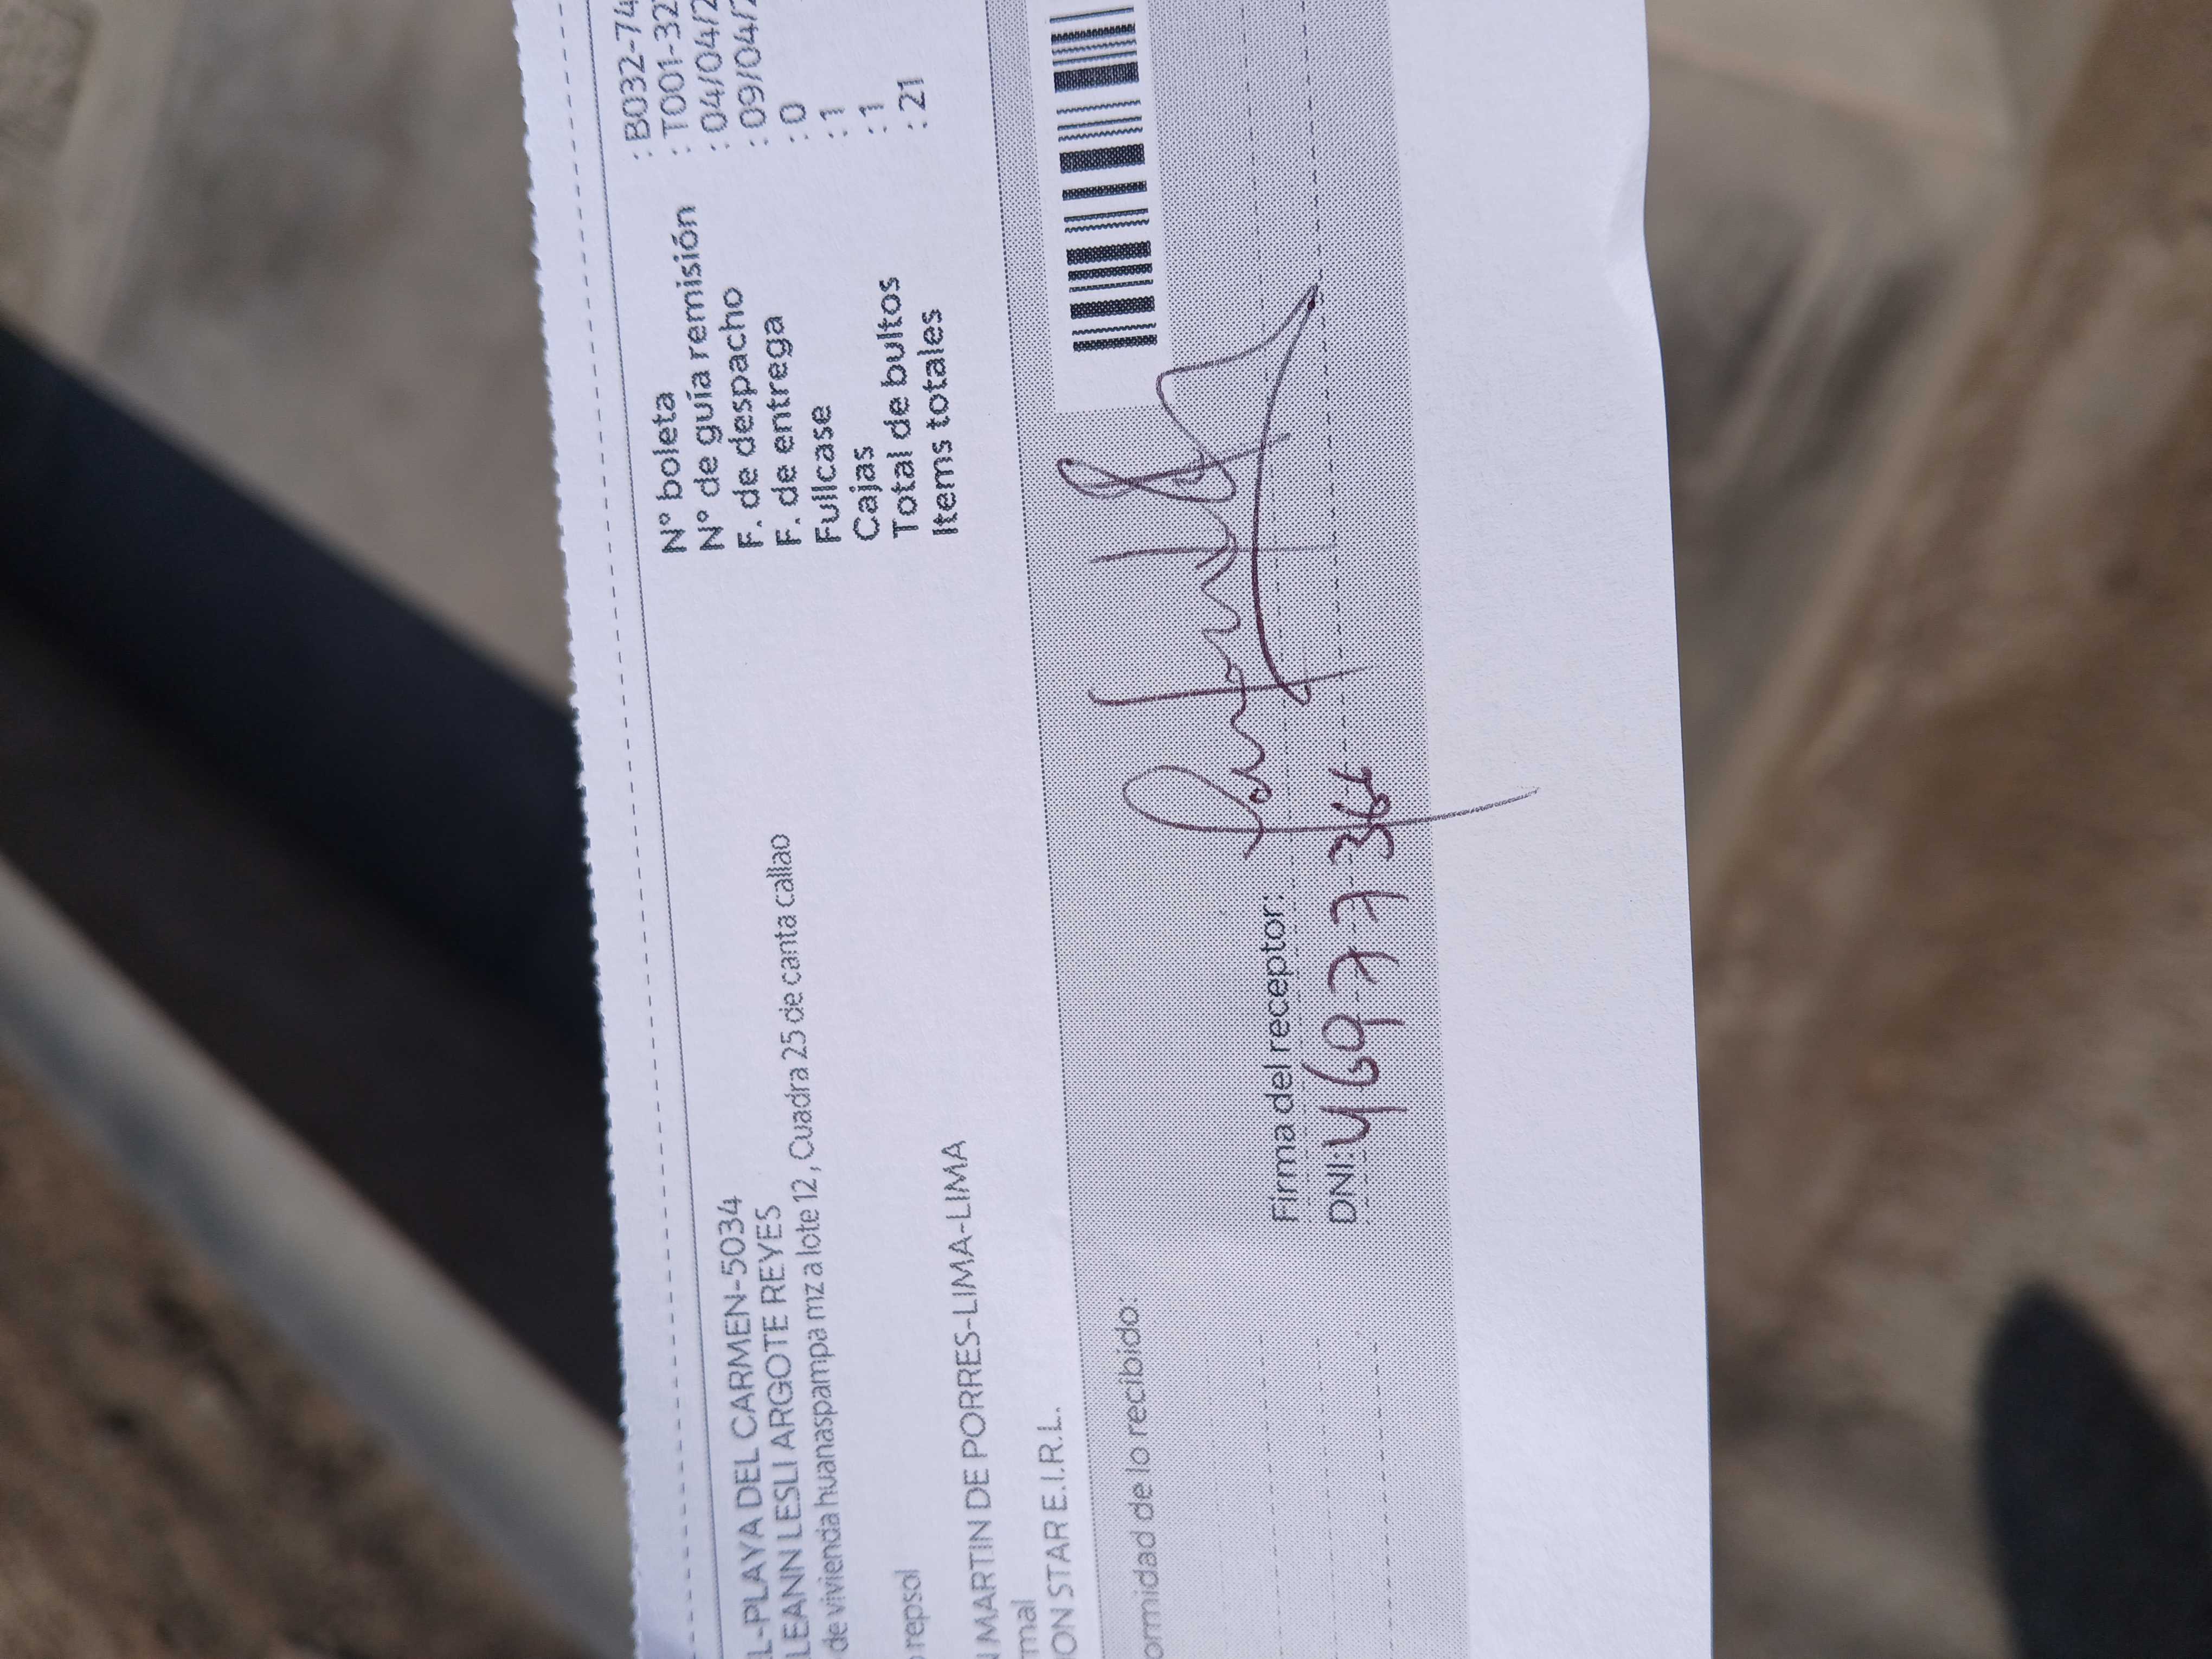 L-PLAYA DEL CARMEN-5034
LEANN LESLI ARGOTE REYES
de vivienda huanaspampa mz a lote 12 , Cuadra 25 de canta callao
repsol
MARTIN DE PORRES-LIMA-LIMA
mal
ON STAR E.I.R.L.
N° boleta : B032-74
N° de guía remisión : T001-32
F. de despacho : 04/04/2
F. de entrega : 09/04/2
Fullcase : 0
Cajas : 1
Total de bultos : 1
Items totales : 21
ormidad de lo recibido:
Firma del receptor:
DNI: 46977366